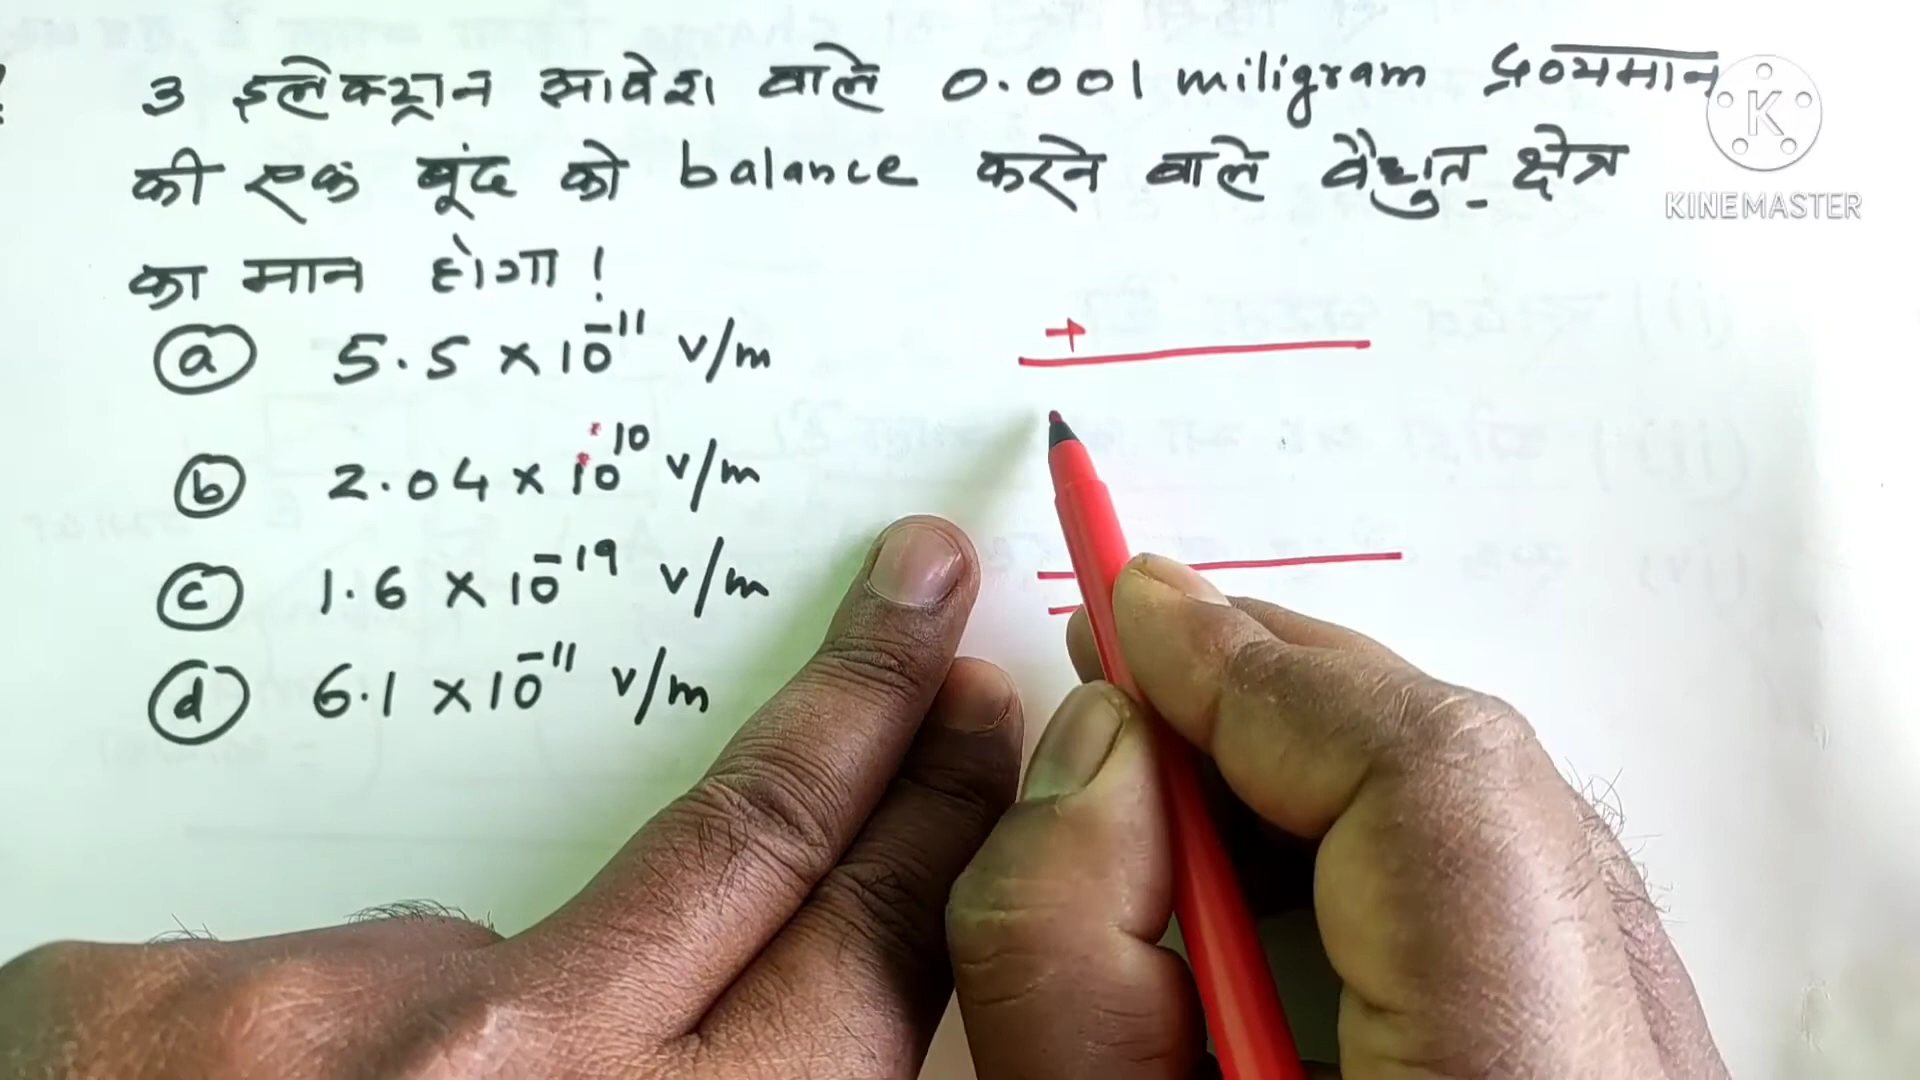 3 इलेक्ट्रान आवेश वाले 0.001 miligram द्रव्यमान
की एक बूंद को balance करने वाले वैधुत क्षेत्र
का मान होगा!
(a) 5.5 × 10⁻¹¹ v/m
(b) 2.04 × 10¹⁰ v/m
(c) 1.6 × 10⁻¹⁹ v/m
(d) 6.1 × 10⁻¹¹ v/m
+
K
KINEMASTER